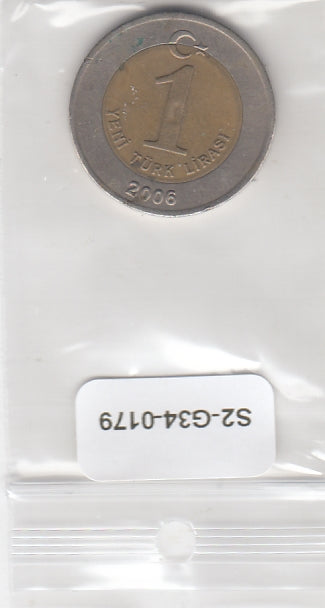 1
YENİ TÜRK LİRASI
2006
S2-G34-0179